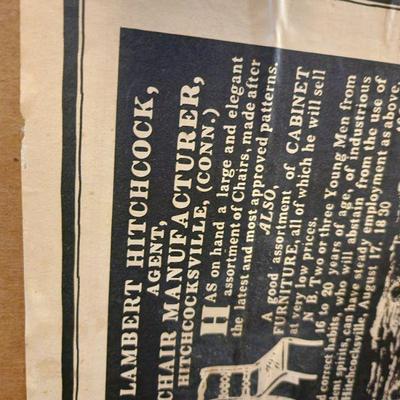 LAMBERT HITCHCOCK,
AGENT,
CHAIR MANUFACTURER,
HITCHCOCKSVILLE, (CONN.)
HAS on hand a large and elegant
assortment of Chairs, made after
the latest and most approved patterns.
ALSO,
A good assortment of CABINET
FURNITURE, all of which he will sell
at very low prices.
N. B. Two or three Young Men from
16 to 20 years of age, of industrious
and correct habits, who will abstain from the use of
ardent spirits, can have steady employment as above.
Hitchcocksville, August 17, 1830